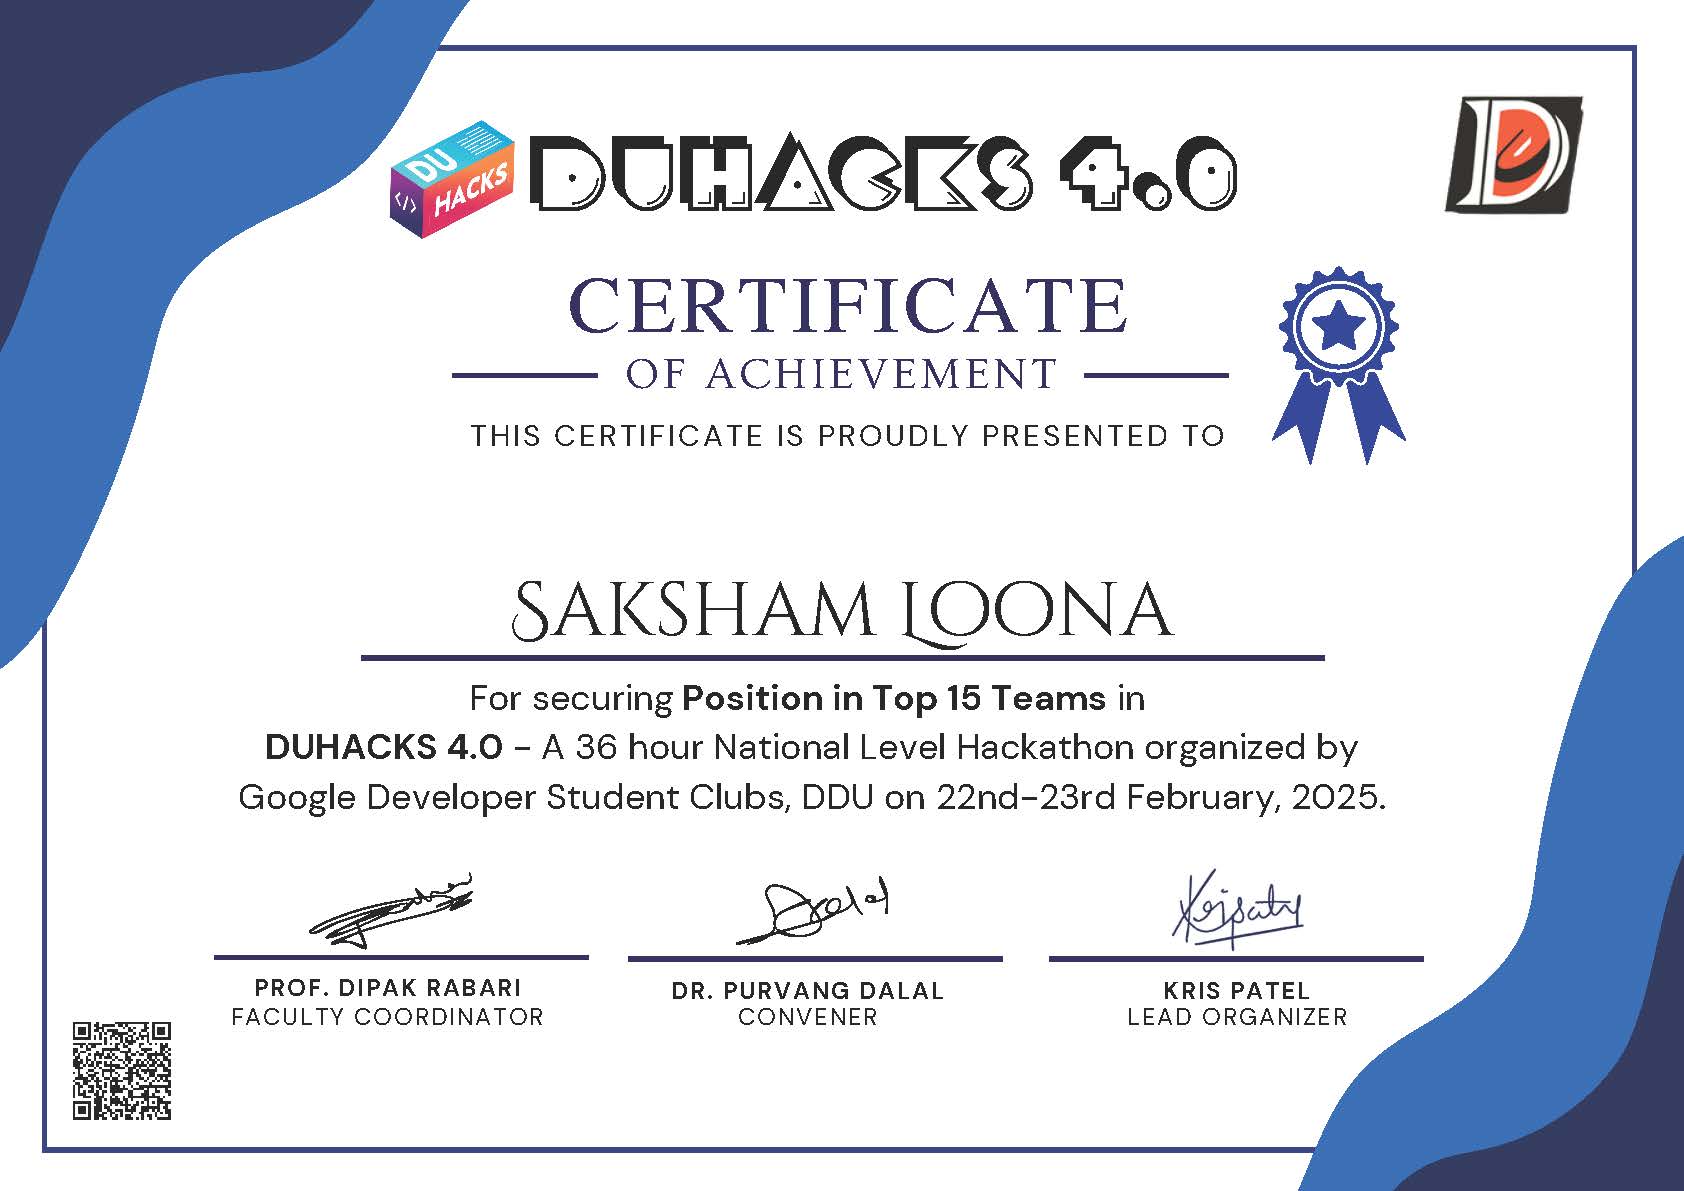 DU
HACKS
</>
DUHACKS 4.0
D
CERTIFICATE
OF ACHIEVEMENT
THIS CERTIFICATE IS PROUDLY PRESENTED TO
SAKSHAM LOONA
For securing Position in Top 15 Teams in
DUHACKS 4.0 - A 36 hour National Level Hackathon organized by
Google Developer Student Clubs, DDU on 22nd-23rd February, 2025.
PROF. DIPAK RABARI
FACULTY COORDINATOR
DR. PURVANG DALAL
CONVENER
KRIS PATEL
LEAD ORGANIZER